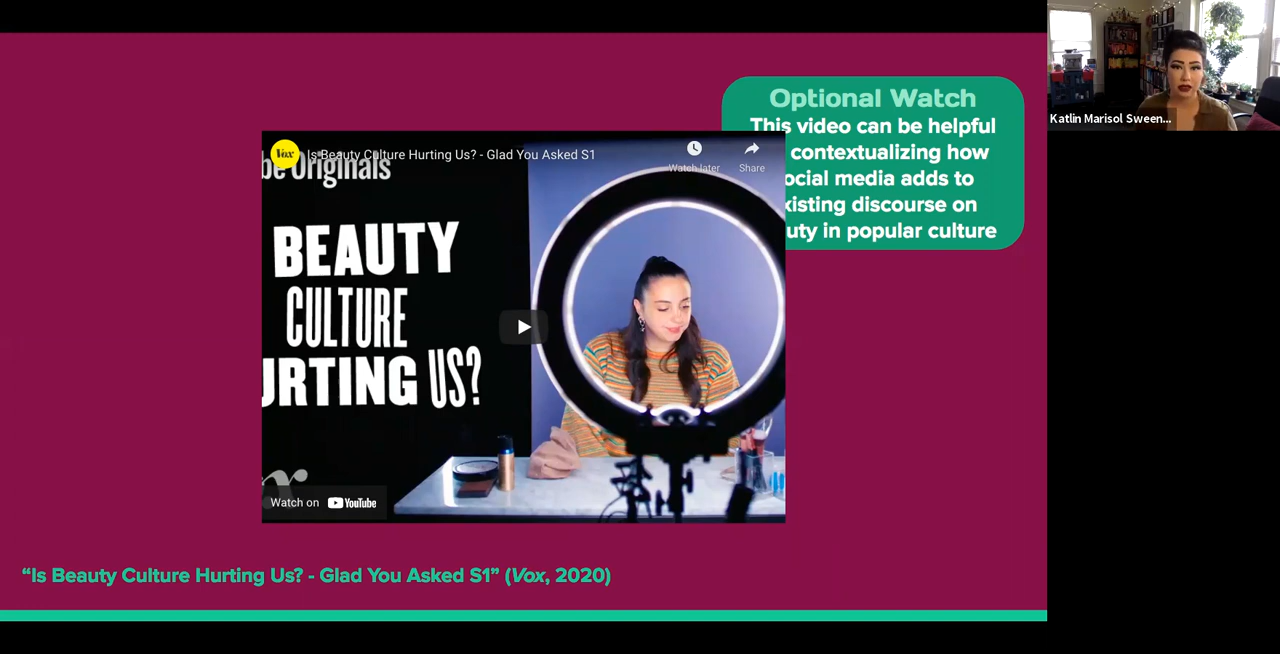 Optional Watch
This video can be helpful
contextualizing how
ocial media adds to
xisting discourse on
uty in popular culture
Katlin Marisol Sween...
Vox
Is Beauty Culture Hurting Us? - Glad You Asked S1
Watch later
Share
be Originals
BEAUTY
CULTURE
URTING US?
Watch on YouTube
“Is Beauty Culture Hurting Us? - Glad You Asked S1” (Vox, 2020)